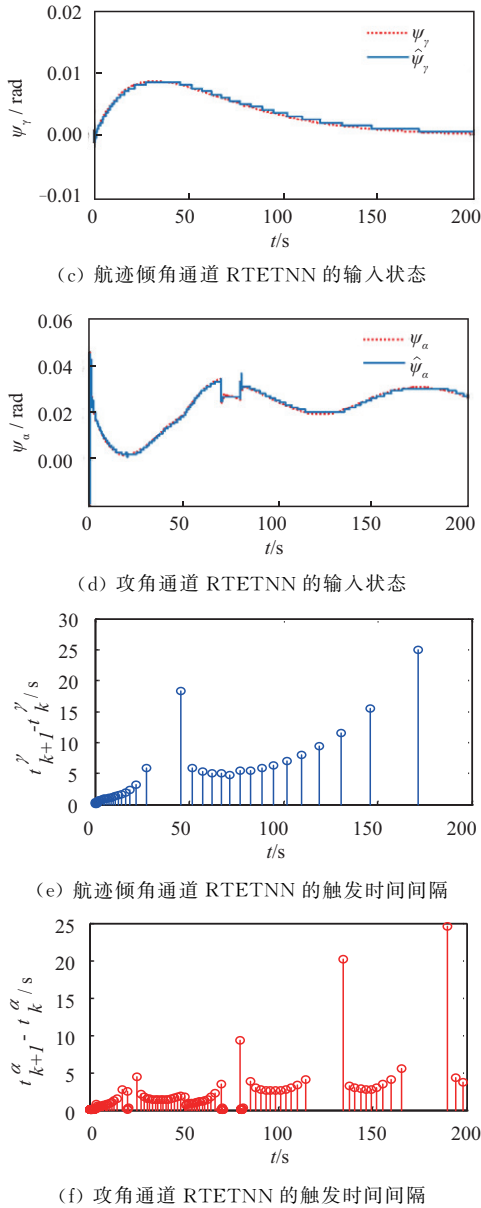 0.02
0.01
0.00
-0.01
ψγ / rad
ψγ
ψ̂γ
0 50 100 150 200
t/s
(c) 航迹倾角通道 RTETNN 的输入状态
0.06
0.04
0.02
0.00
ψα / rad
ψα
ψ̂α
0 50 100 150 200
t/s
(d) 攻角通道 RTETNN 的输入状态
30
25
20
15
10
5
0
t^γ_{k+1}-t^γ_k / s
0 50 100 150 200
t/s
(e) 航迹倾角通道 RTETNN 的触发时间间隔
25
20
15
10
5
0
t^α_{k+1} - t^α_k / s
0 50 100 150 200
t/s
(f) 攻角通道 RTETNN 的触发时间间隔